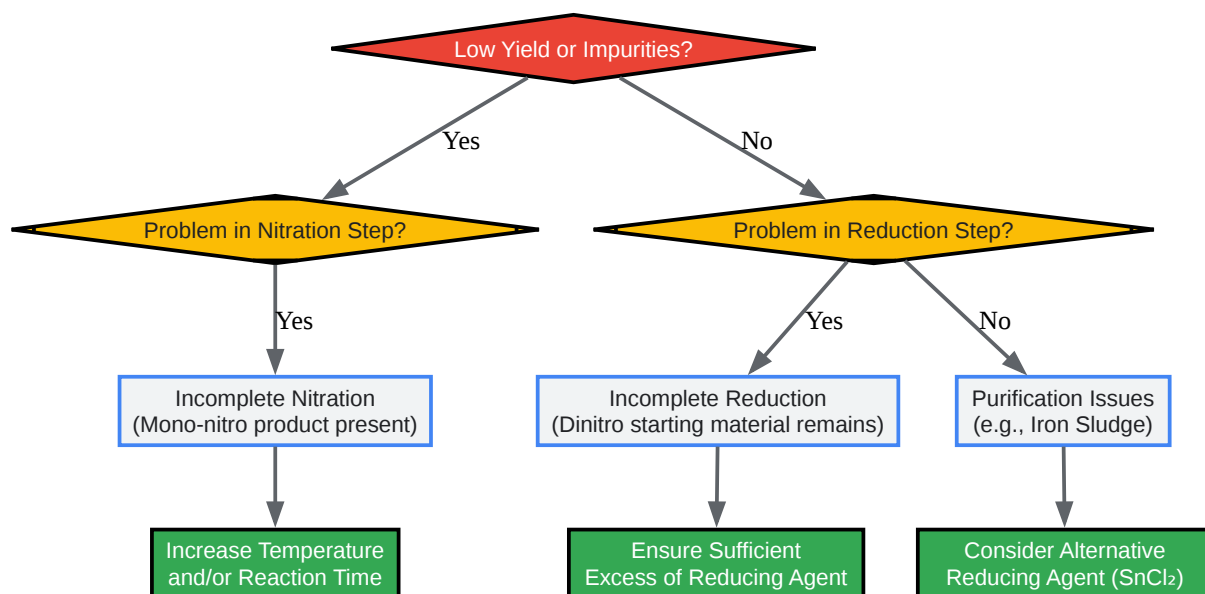 Low Yield or Impurities?
Yes
No
Problem in Nitration Step?
Problem in Reduction Step?
Yes
Yes
No
Incomplete Nitration
(Mono-nitro product present)
Incomplete Reduction
(Dinitro starting material remains)
Purification Issues
(e.g., Iron Sludge)
Increase Temperature
and/or Reaction Time
Ensure Sufficient
Excess of Reducing Agent
Consider Alternative
Reducing Agent (SnCl₂)